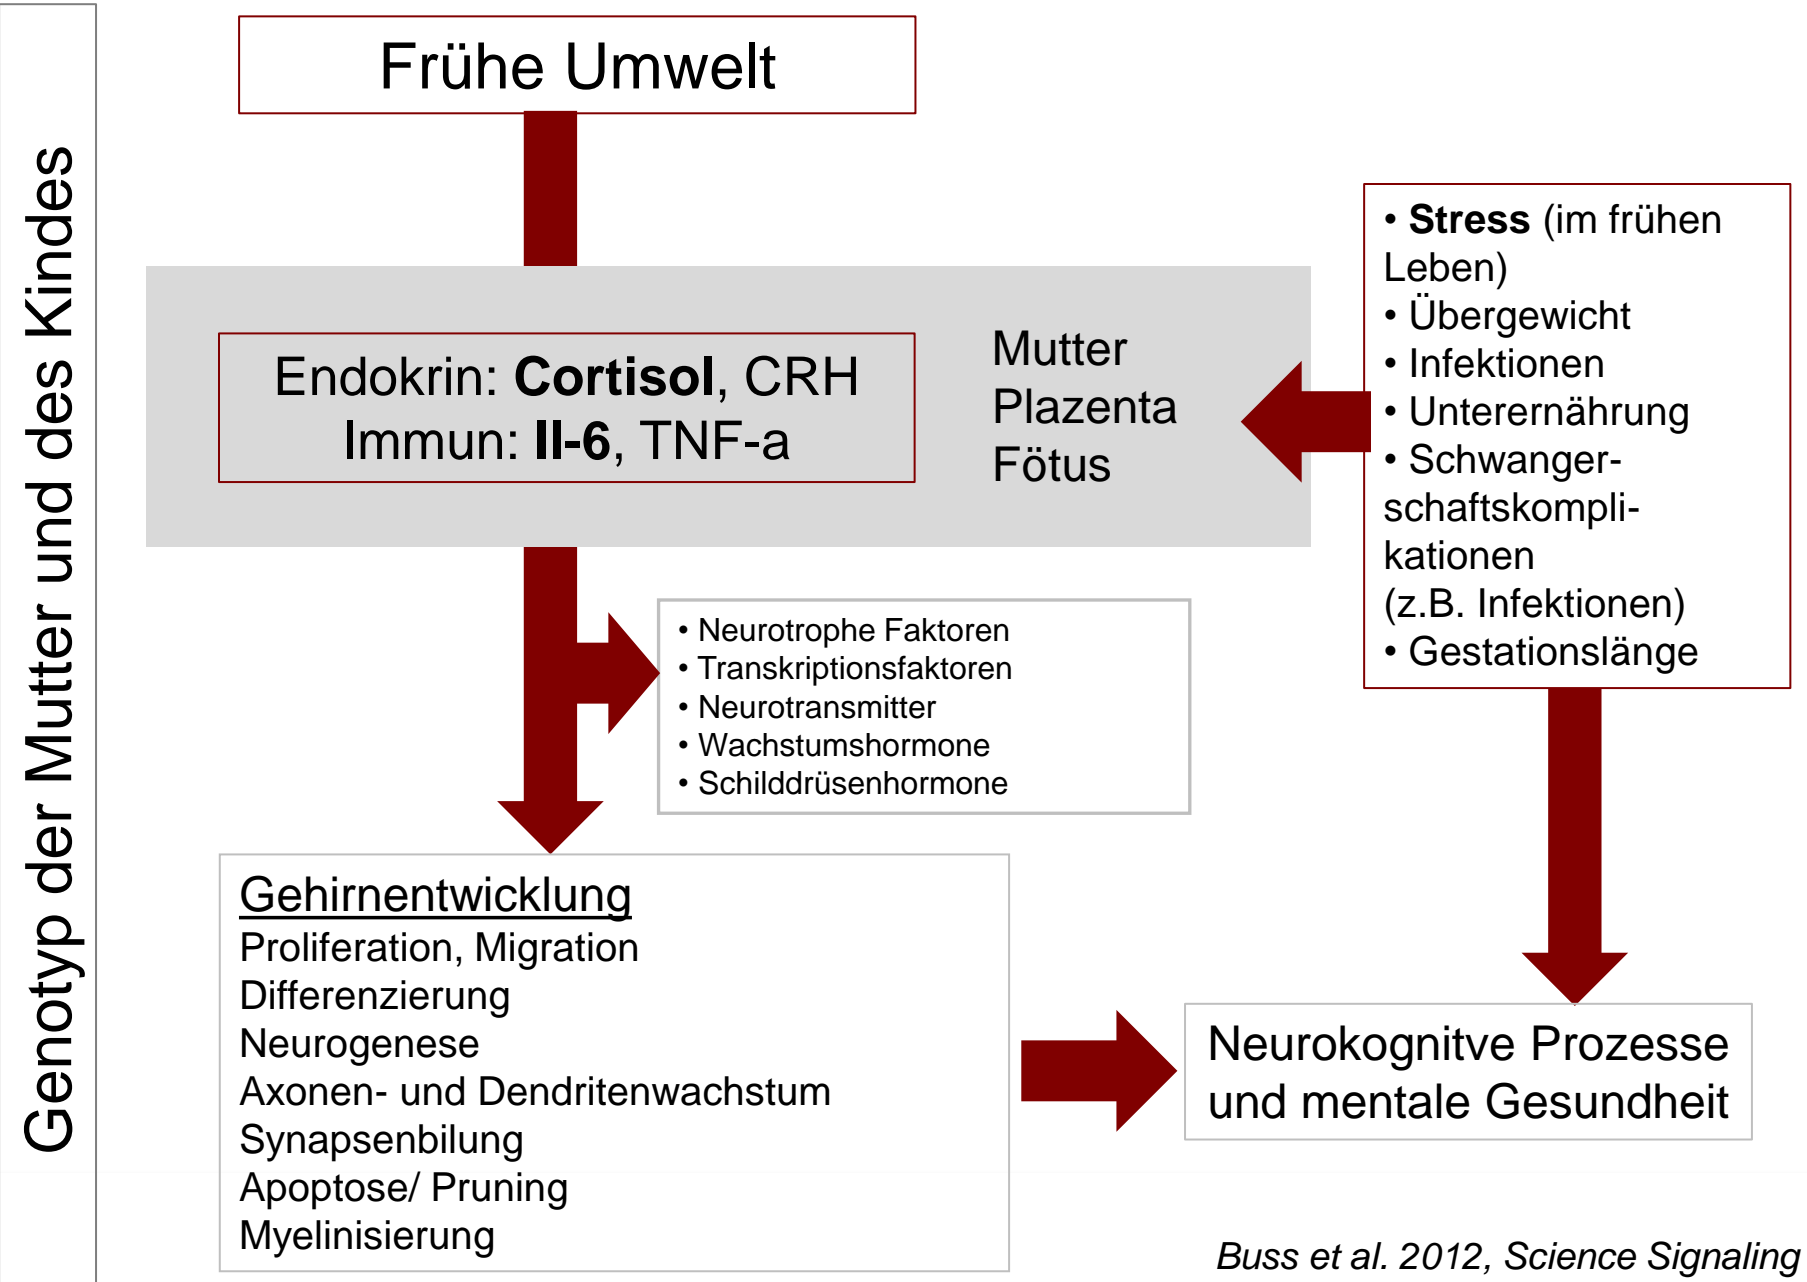 Genotyp der Mutter und des Kindes
Frühe Umwelt
Endokrin: Cortisol, CRH
Immun: Il-6, TNF-a
Mutter
Plazenta
Fötus
• Stress (im frühen
Leben)
• Übergewicht
• Infektionen
• Unterernährung
• Schwanger-
schaftskompli-
kationen
(z.B. Infektionen)
• Gestationslänge
• Neurotrophe Faktoren
• Transkriptionsfaktoren
• Neurotransmitter
• Wachstumshormone
• Schilddrüsenhormone
Gehirnentwicklung
Proliferation, Migration
Differenzierung
Neurogenese
Axonen- und Dendritenwachstum
Synapsenbilung
Apoptose/ Pruning
Myelinisierung
Neurokognitve Prozesse
und mentale Gesundheit
Buss et al. 2012, Science Signaling